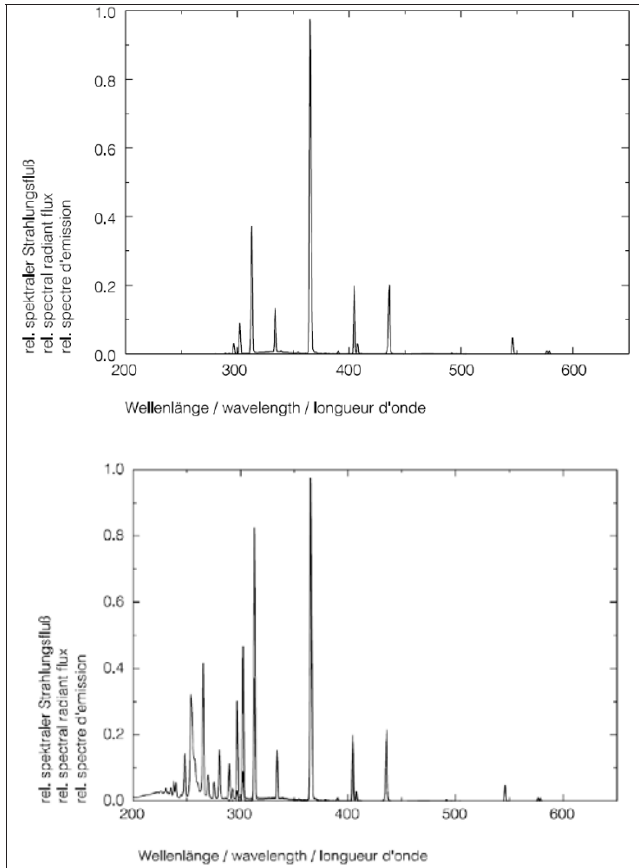 1.0
0.8
0.6
0.4
0.2
0.0
rel. spektraler Strahlungsfluß
rel. spectral radiant flux
rel. spectre d'emission
200
300
400
500
600
Wellenlänge / wavelength / longueur d'onde
1.0
0.8
0.6
0.4
0.2
0.0
rel. spektraler Strahlungsfluß
rel. spectral radiant flux
rel. spectre d'emission
200
300
400
500
600
Wellenlänge / wavelength / longueur d'onde